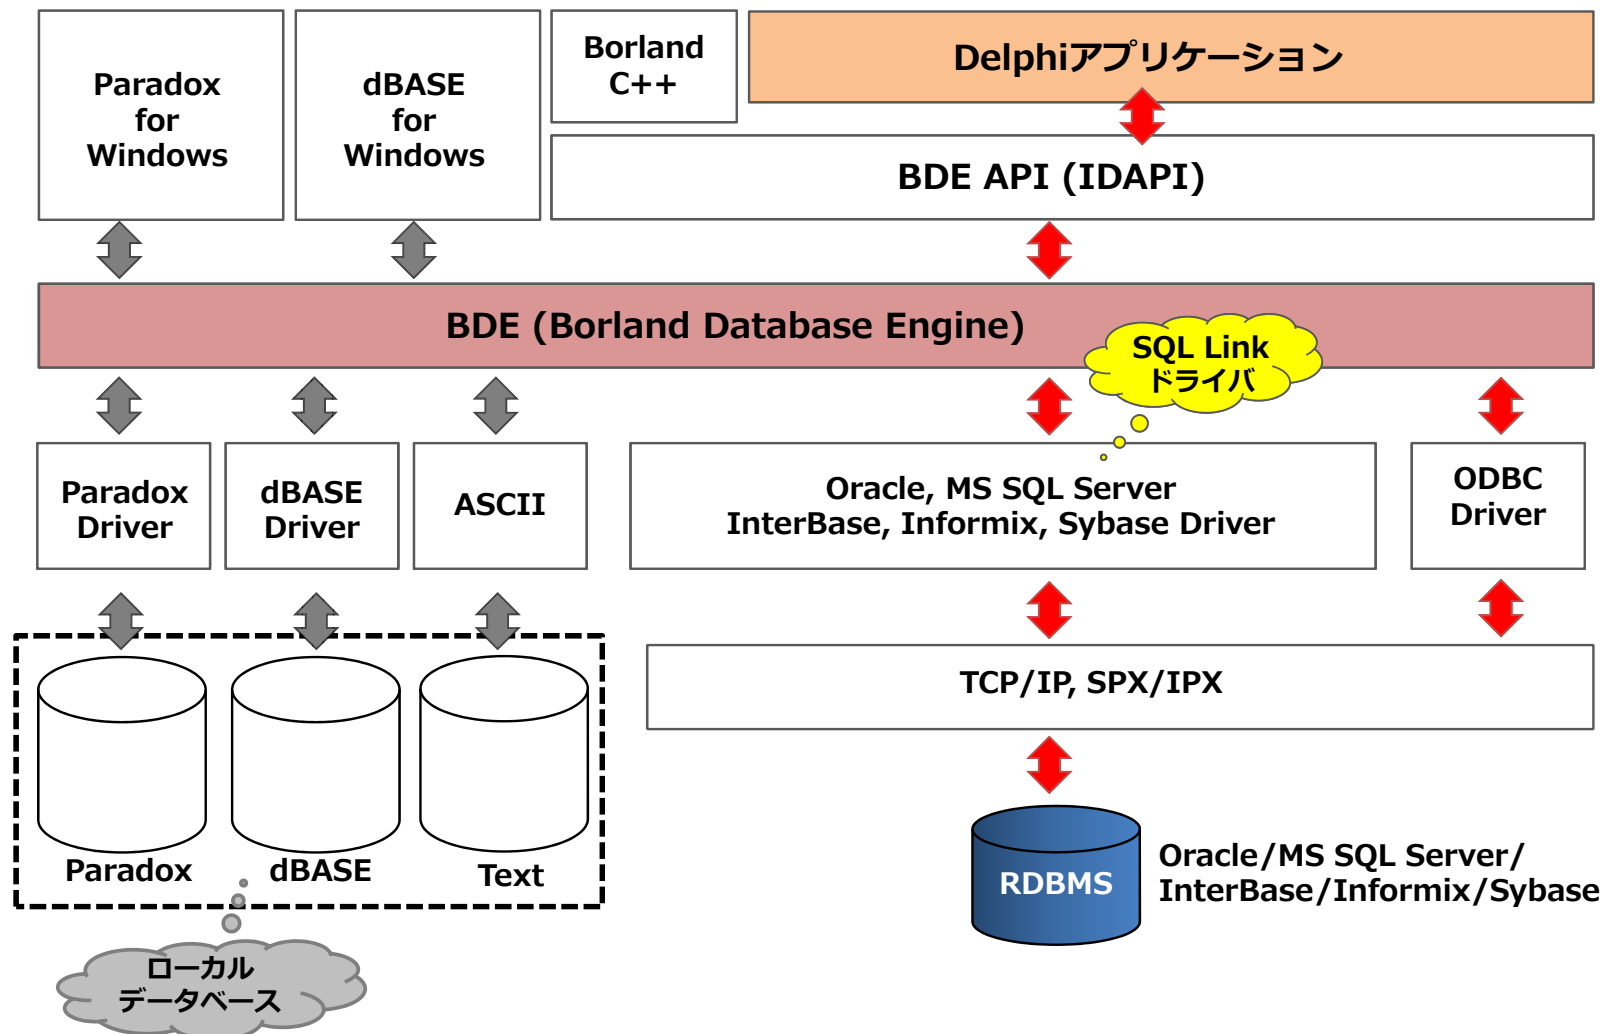 Paradox
for
Windows
dBASE
for
Windows
Borland
C++
Delphiアプリケーション
BDE API (IDAPI)
BDE (Borland Database Engine)
SQL Link
ドライバ
Paradox
Driver
dBASE
Driver
ASCII
Oracle, MS SQL Server
InterBase, Informix, Sybase Driver
ODBC
Driver
TCP/IP, SPX/IPX
Paradox
dBASE
Text
RDBMS
Oracle/MS SQL Server/
InterBase/Informix/Sybase
ローカル
データベース